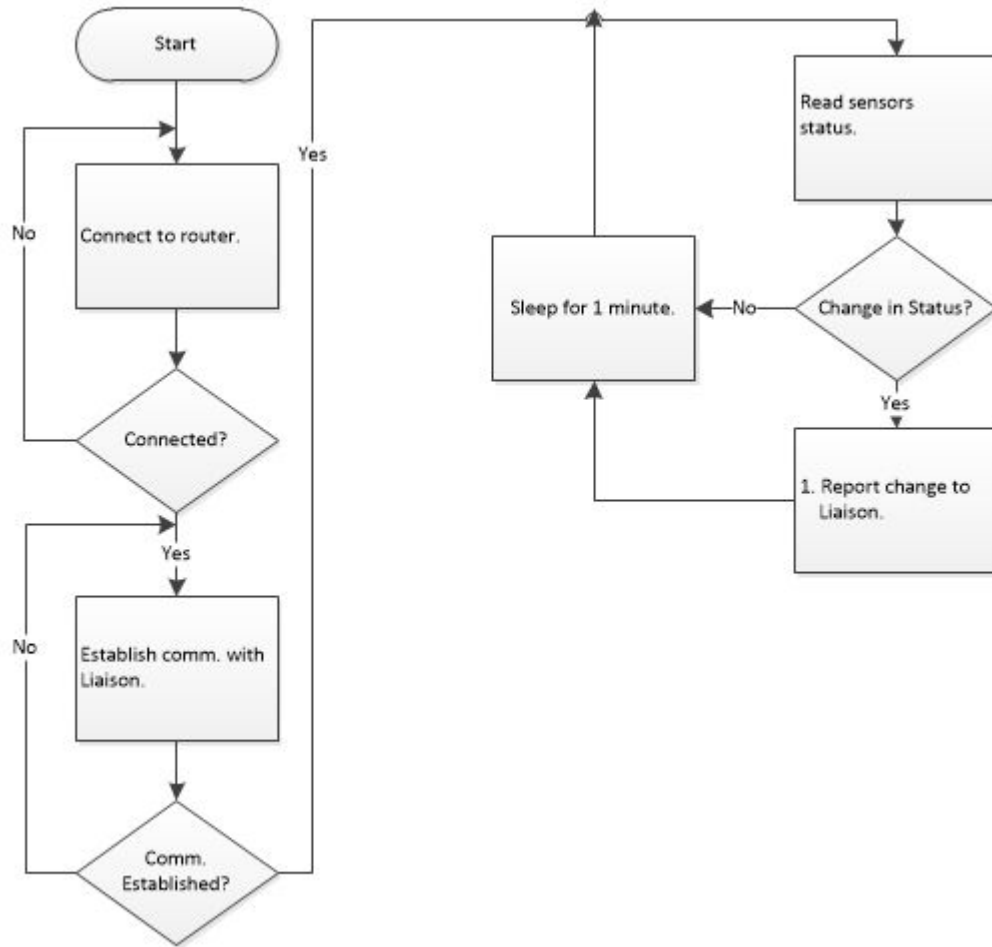 Start
No
Connect to router.
Connected?
Yes
No
Establish comm. with
Liaison.
Comm.
Established?
Yes
Read sensors
status.
Change in Status?
No
Sleep for 1 minute.
Yes
1. Report change to
Liaison.